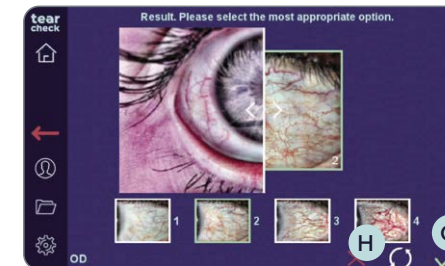 tear
check
Result. Please select the most appropriate option.
2
1
2
3
4
H
OD